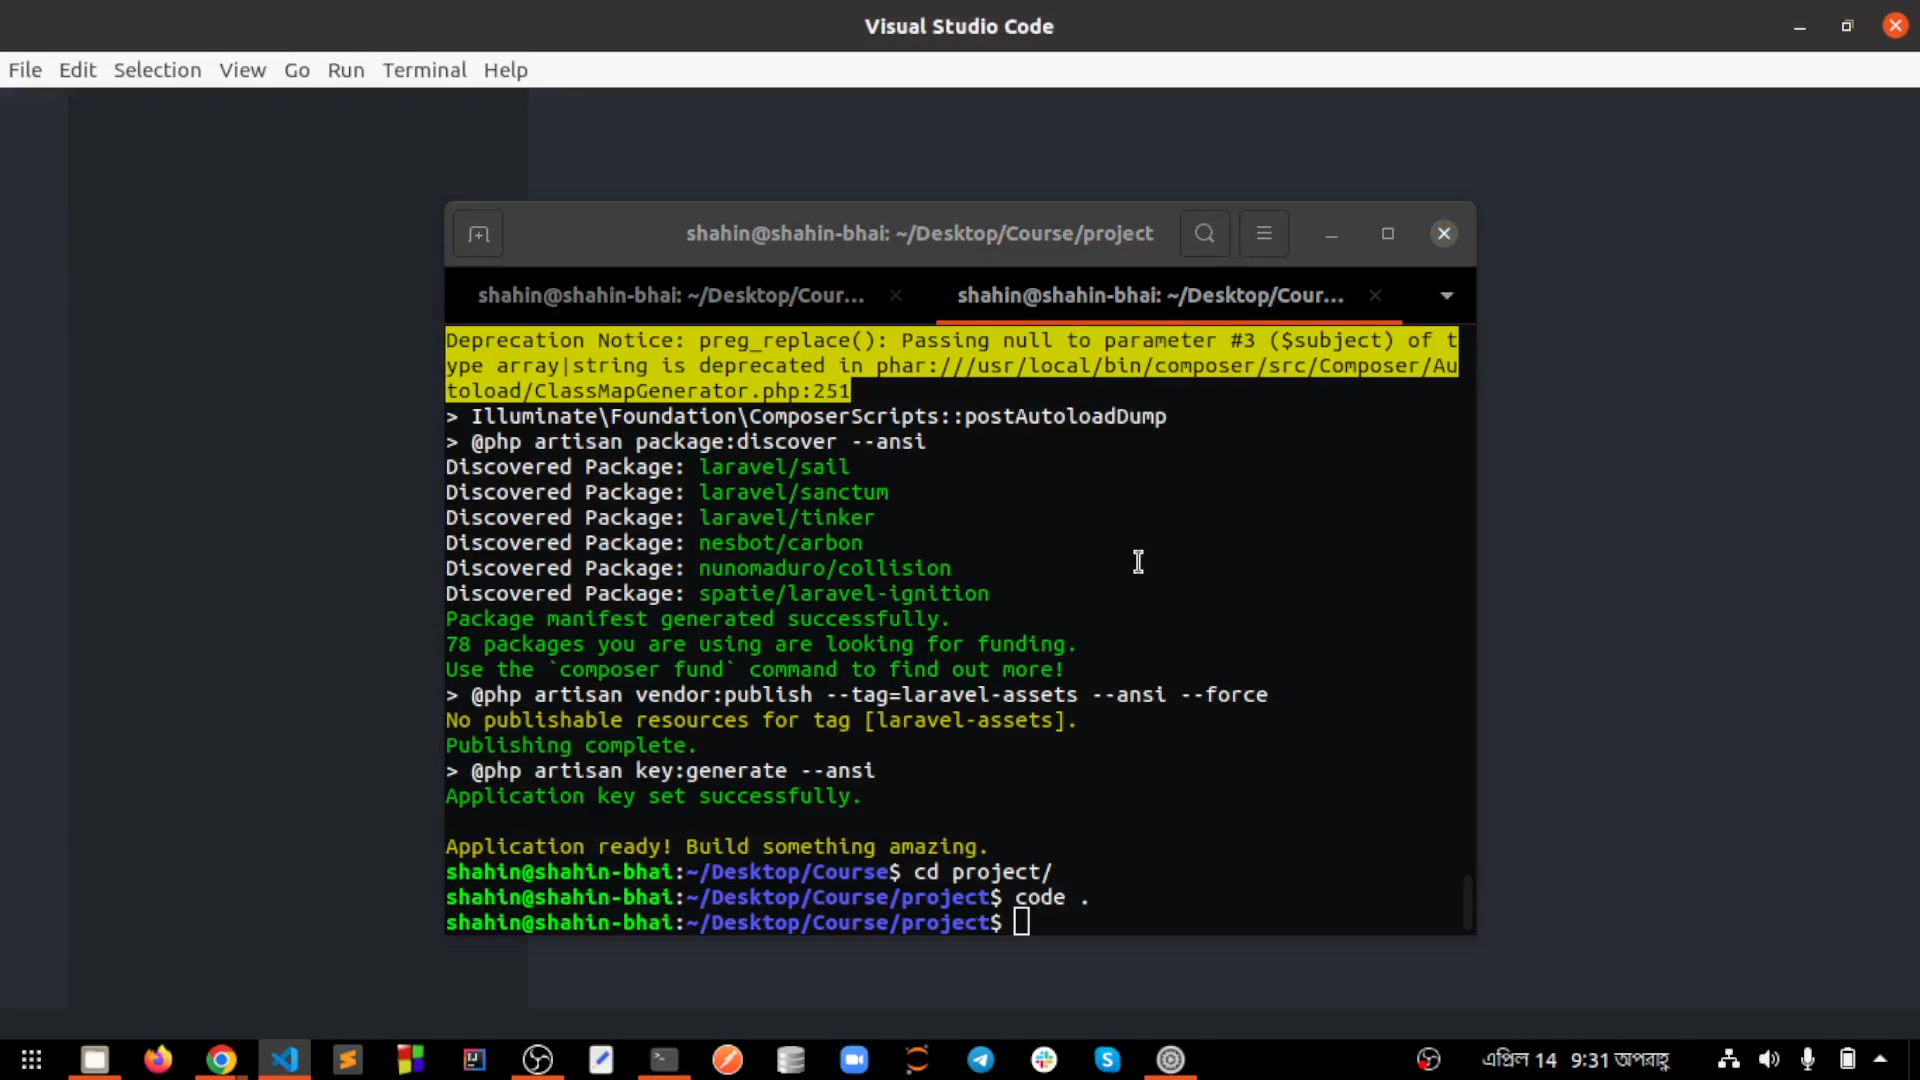 Visual Studio Code
File Edit Selection View Go Run Terminal Help
shahin@shahin-bhai: ~/Desktop/Course/project
shahin@shahin-bhai: ~/Desktop/Cour... shahin@shahin-bhai: ~/Desktop/Cour...
Deprecation Notice: preg_replace(): Passing null to parameter #3 ($subject) of t
ype array|string is deprecated in phar:///usr/local/bin/composer/src/Composer/Au
toload/ClassMapGenerator.php:251
> Illuminate\Foundation\ComposerScripts::postAutoloadDump
> @php artisan package:discover --ansi
Discovered Package: laravel/sail
Discovered Package: laravel/sanctum
Discovered Package: laravel/tinker
Discovered Package: nesbot/carbon
Discovered Package: nunomaduro/collision
Discovered Package: spatie/laravel-ignition
Package manifest generated successfully.
78 packages you are using are looking for funding.
Use the `composer fund` command to find out more!
> @php artisan vendor:publish --tag=laravel-assets --ansi --force
No publishable resources for tag [laravel-assets].
Publishing complete.
> @php artisan key:generate --ansi
Application key set successfully.
Application ready! Build something amazing.
shahin@shahin-bhai:~/Desktop/Course$ cd project/
shahin@shahin-bhai:~/Desktop/Course/project$ code .
shahin@shahin-bhai:~/Desktop/Course/project$
এপ্রিল 14 9:31 অপরাহ্ণ